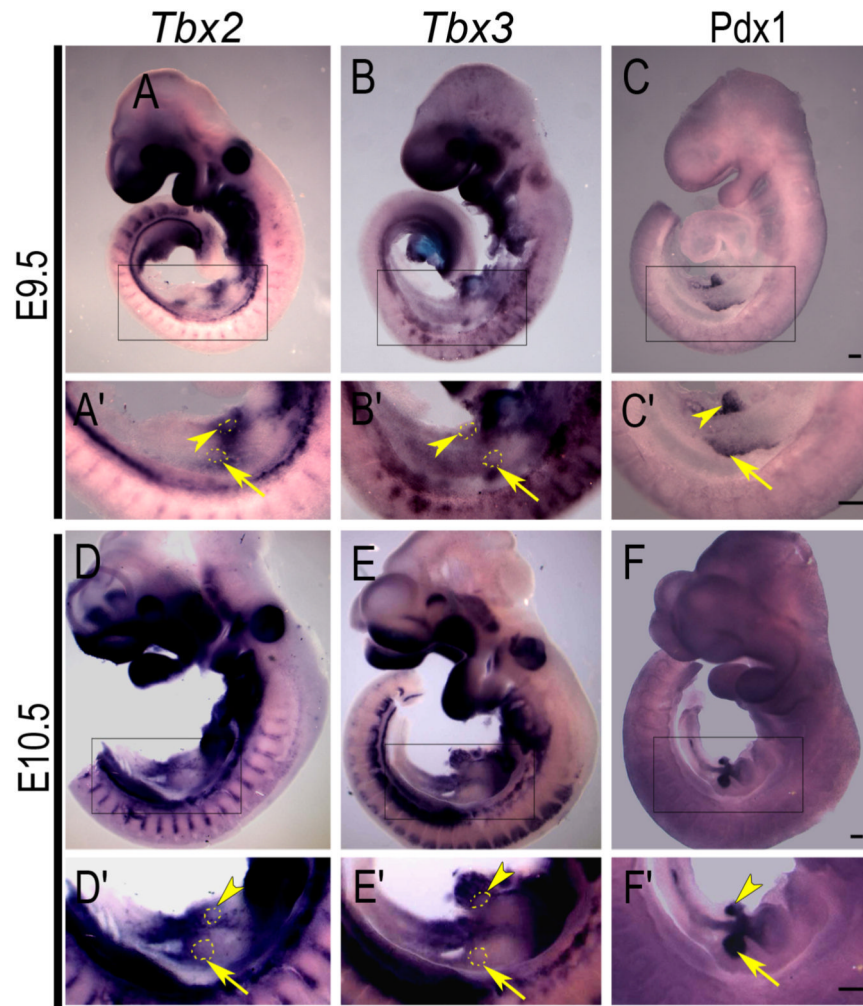 Tbx2 Tbx3 Pdx1
A B C
E9.5
A' B' C'
D E F
E10.5
D' E' F'